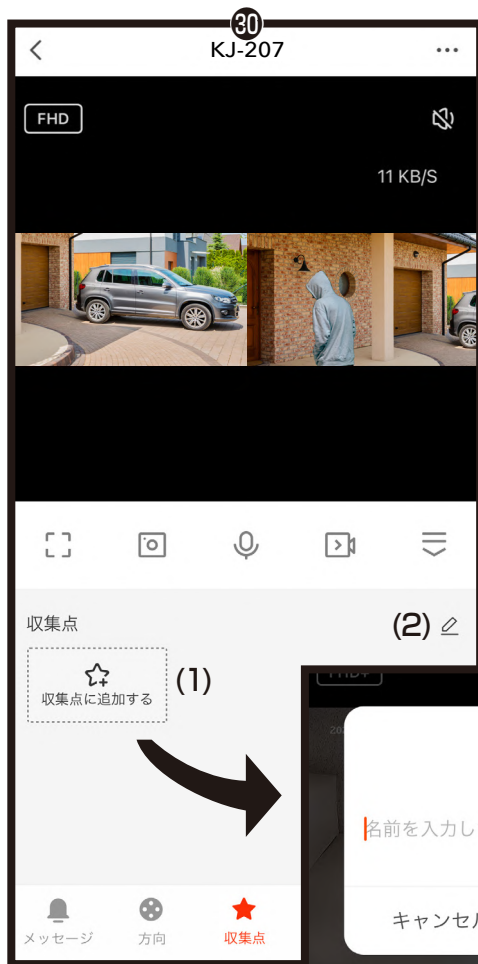 ㉚
KJ-207
FHD
11 KB/S
収集点
(2)
収集点に追加する
(1)
FHD+
名前を入力し
キャンセル
メッセージ
方向
収集点